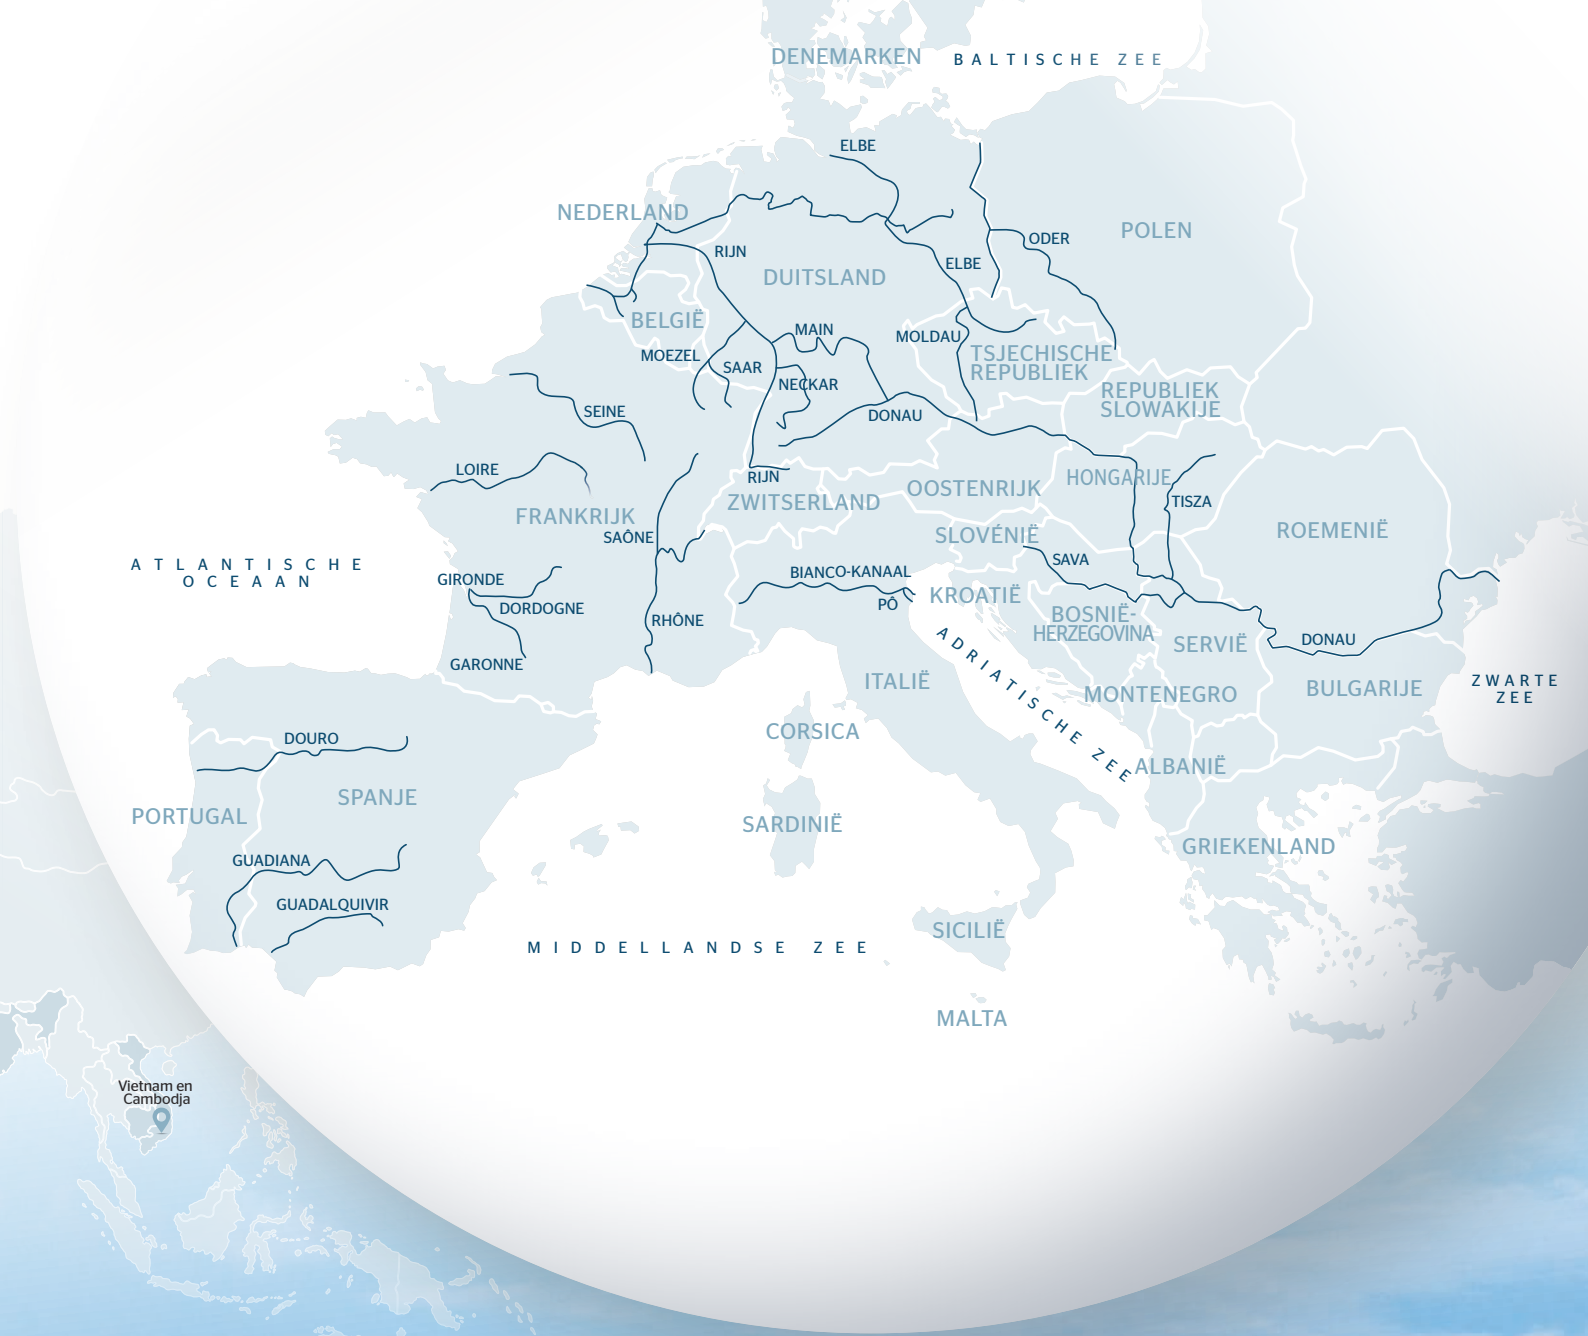 DENEMARKEN
BALTISCHE ZEE
ELBE
NEDERLAND
POLEN
ODER
RIJN
ELBE
DUITSLAND
BELGIË
MAIN
MOLDAU
TSJECHISCHE
REPUBLIEK
MOEZEL
SAAR
NECKAR
REPUBLIEK
SLOWAKIJE
SEINE
DONAU
LOIRE
RIJN
HONGARIJE
ZWITSERLAND
OOSTENRIJK
TISZA
FRANKRIJK
SAÔNE
SLOVÉNIË
ROEMENIË
ATLANTISCHE
OCEAAN
SAVA
BIANCO-KANAAL
GIRONDE
PÔ
KROATIË
DORDOGNE
RHÔNE
BOSNIË-
HERZEGOVINA
SERVIË
DONAU
GARONNE
ADRIATISCHE ZEE
ITALIË
MONTENEGRO
BULGARIJE
ZWARTE
ZEE
DOURO
CORSICA
ALBANIË
SPANJE
PORTUGAL
SARDINIË
GRIEKENLAND
GUADIANA
GUADALQUIVIR
SICILIË
MIDDELLANDSE ZEE
MALTA
Vietnam en
Cambodja